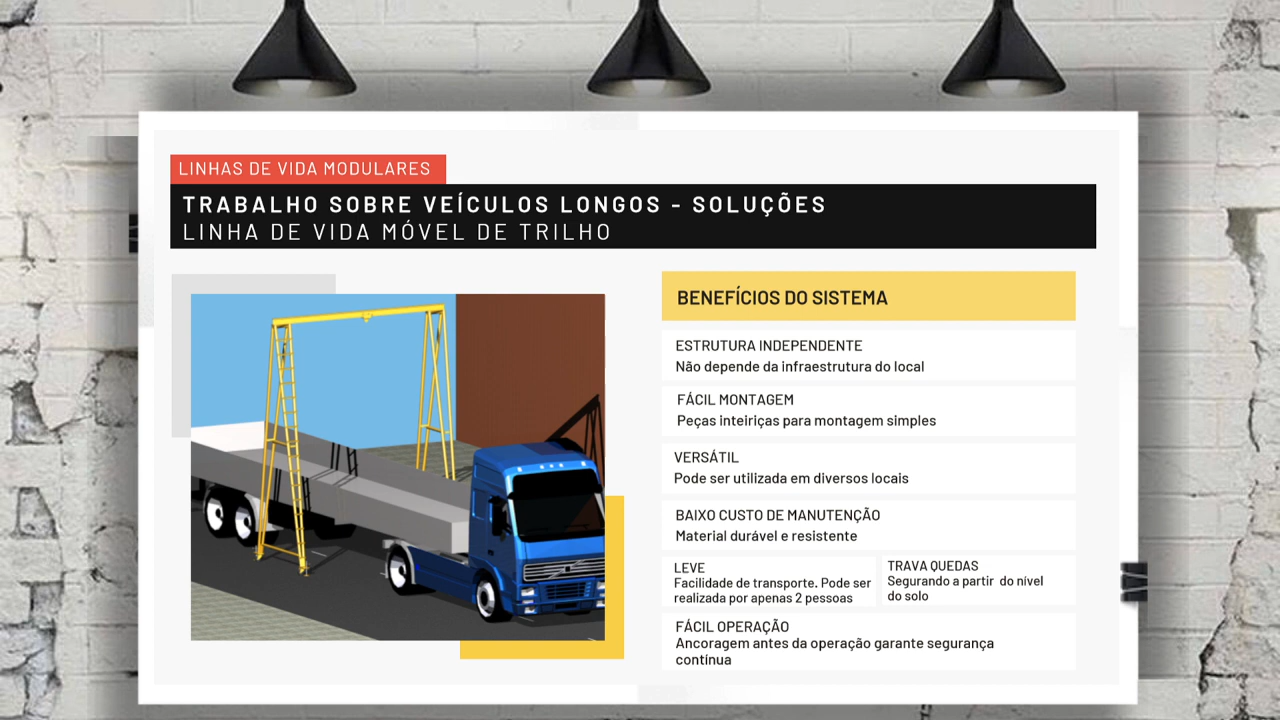 LINHAS DE VIDA MODULARES
TRABALHO SOBRE VEÍCULOS LONGOS - SOLUÇÕES
LINHA DE VIDA MÓVEL DE TRILHO
BENEFÍCIOS DO SISTEMA
ESTRUTURA INDEPENDENTE
Não depende da infraestrutura do local
FÁCIL MONTAGEM
Peças inteiriças para montagem simples
VERSÁTIL
Pode ser utilizada em diversos locais
BAIXO CUSTO DE MANUTENÇÃO
Material durável e resistente
LEVE
Facilidade de transporte. Pode ser
realizada por apenas 2 pessoas
TRAVA QUEDAS
Segurando a partir do nível
do solo
FÁCIL OPERAÇÃO
Ancoragem antes da operação garante segurança
contínua